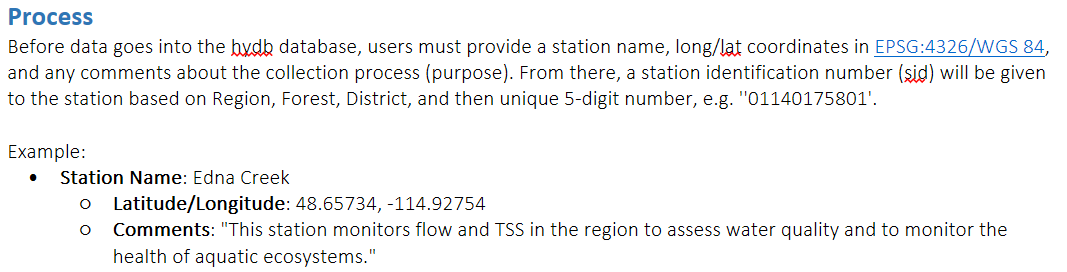 Process
Before data goes into the hydb database, users must provide a station name, long/lat coordinates in EPSG:4326/WGS 84,
and any comments about the collection process (purpose). From there, a station identification number (sid) will be given
to the station based on Region, Forest, District, and then unique 5-digit number, e.g. ''01140175801'.
Example:
• Station Name: Edna Creek
o Latitude/Longitude: 48.65734, -114.92754
o Comments: "This station monitors flow and TSS in the region to assess water quality and to monitor the
health of aquatic ecosystems."